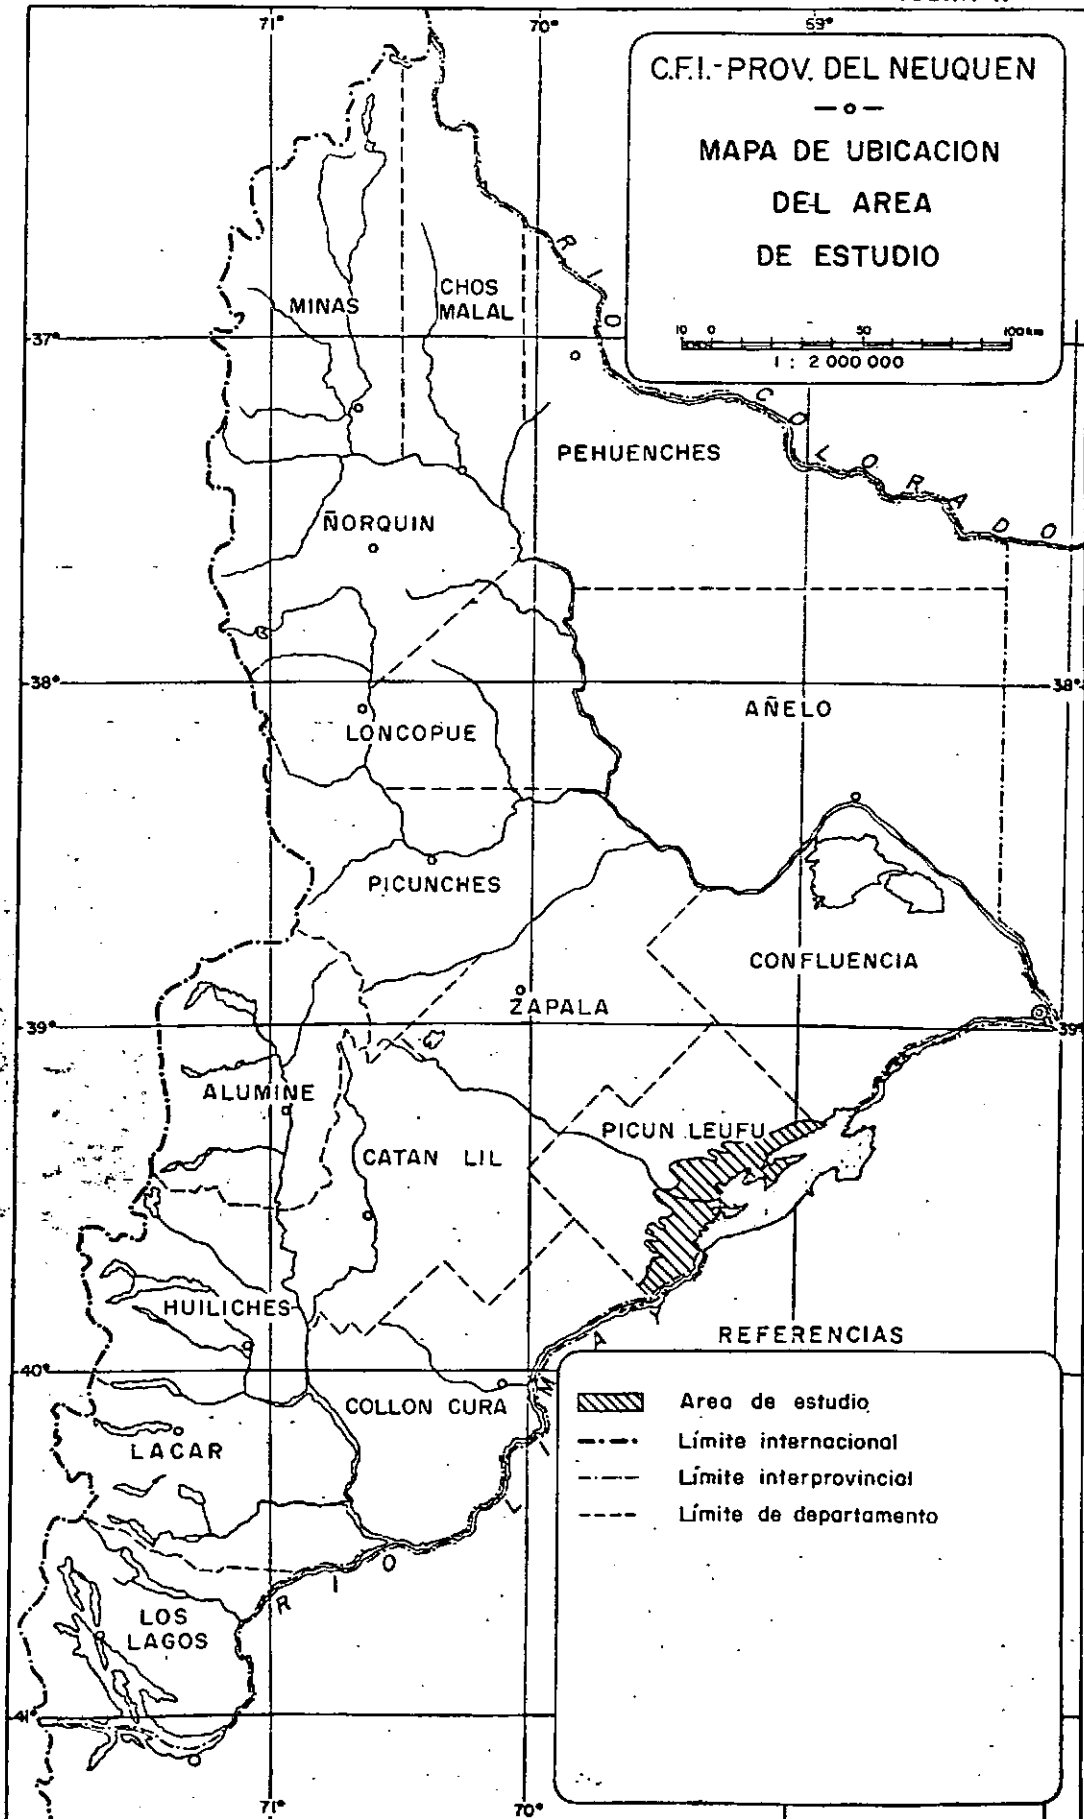 71°
70°
69°
C.F.I.-PROV. DEL NEUQUEN
MAPA DE UBICACION
DEL AREA
DE ESTUDIO
10 0 50 100 km
1 : 2 000 000
MINAS
CHOS
MALAL
RIO COLORADO
37°
PEHUENCHES
ÑORQUIN
38°
38°
AÑELO
LONCOPUE
PICUNCHES
CONFLUENCIA
ZAPALA
39°
39°
ALUMINE
PICUN LEUFU
CATAN LIL
HUILICHES
REFERENCIAS
40°
COLLON CURA
LACAR
RIO LIMA
Area de estudio
Límite internacional
Límite interprovincial
Límite de departamento
LOS
LAGOS
41°
71°
70°